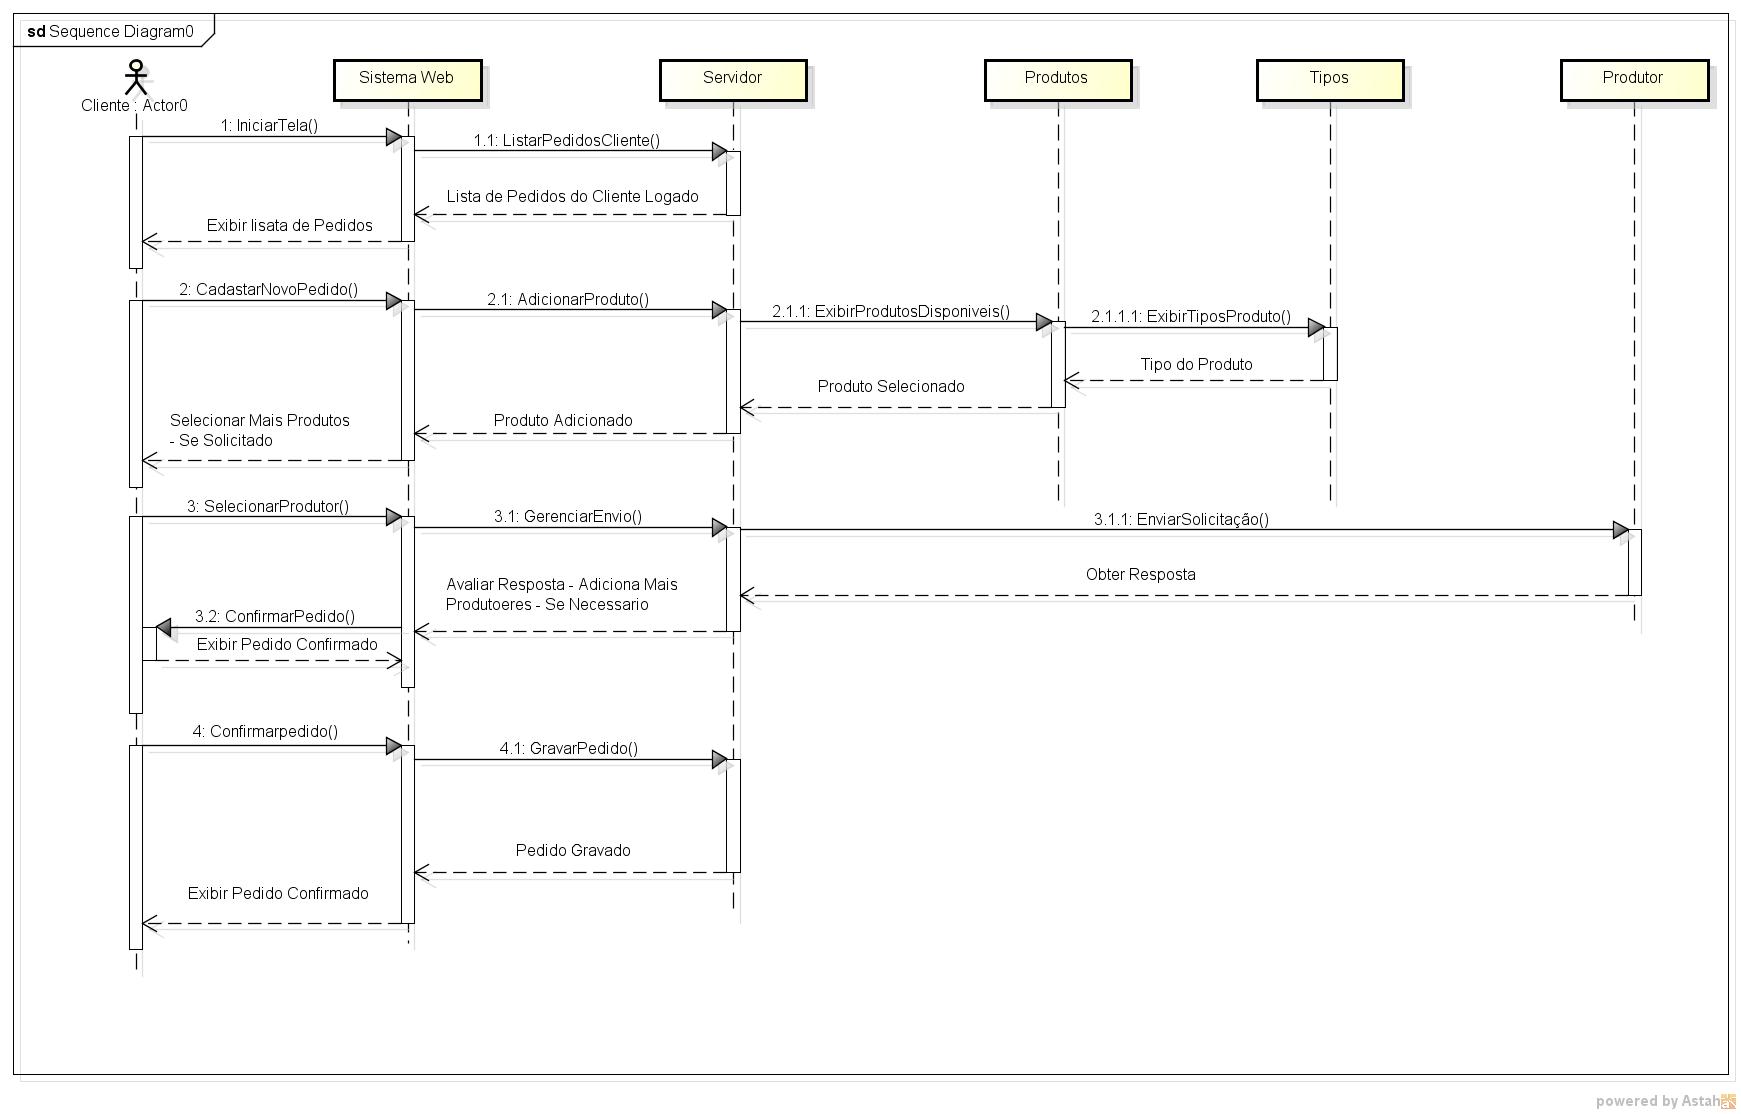 sd Sequence Diagram0
Cliente : Actor0
Sistema Web
Servidor
Produtos
Tipos
Produtor
1: IniciarTela()
1.1: ListarPedidosCliente()
Lista de Pedidos do Cliente Logado
Exibir lisata de Pedidos
2: CadastarNovoPedido()
2.1: AdicionarProduto()
2.1.1: ExibirProdutosDisponiveis()
2.1.1.1: ExibirTiposProduto()
Tipo do Produto
Produto Selecionado
Produto Adicionado
Selecionar Mais Produtos
- Se Solicitado
3: SelecionarProdutor()
3.1: GerenciarEnvio()
3.1.1: EnviarSolicitação()
Obter Resposta
Avaliar Resposta - Adiciona Mais
Produtoeres - Se Necessario
3.2: ConfirmarPedido()
Exibir Pedido Confirmado
4: Confirmarpedido()
4.1: GravarPedido()
Pedido Gravado
Exibir Pedido Confirmado
powered by Astah